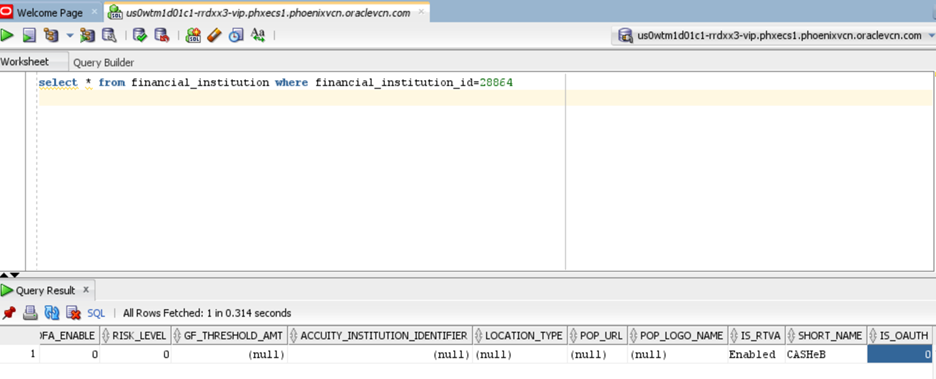 Welcome Page
us0wtm1d01c1-rrdxx3-vip.phxecs1.phoenixvcn.oraclevcn.com
us0wtm1d01c1-rrdxx3-vip.phxecs1.phoenixvcn.oraclevcn.com
Worksheet Query Builder
select * from financial_institution where financial_institution_id=28864
Query Result
SQL | All Rows Fetched: 1 in 0.314 seconds
DFA_ENABLE RISK_LEVEL GF_THRESHOLD_AMT ACCUITY_INSTITUTION_IDENTIFIER LOCATION_TYPE POP_URL POP_LOGO_NAME IS_RTVA SHORT_NAME IS_OAUTH
1 0 0 (null) (null) (null) (null) (null) Enabled CASHeB 0